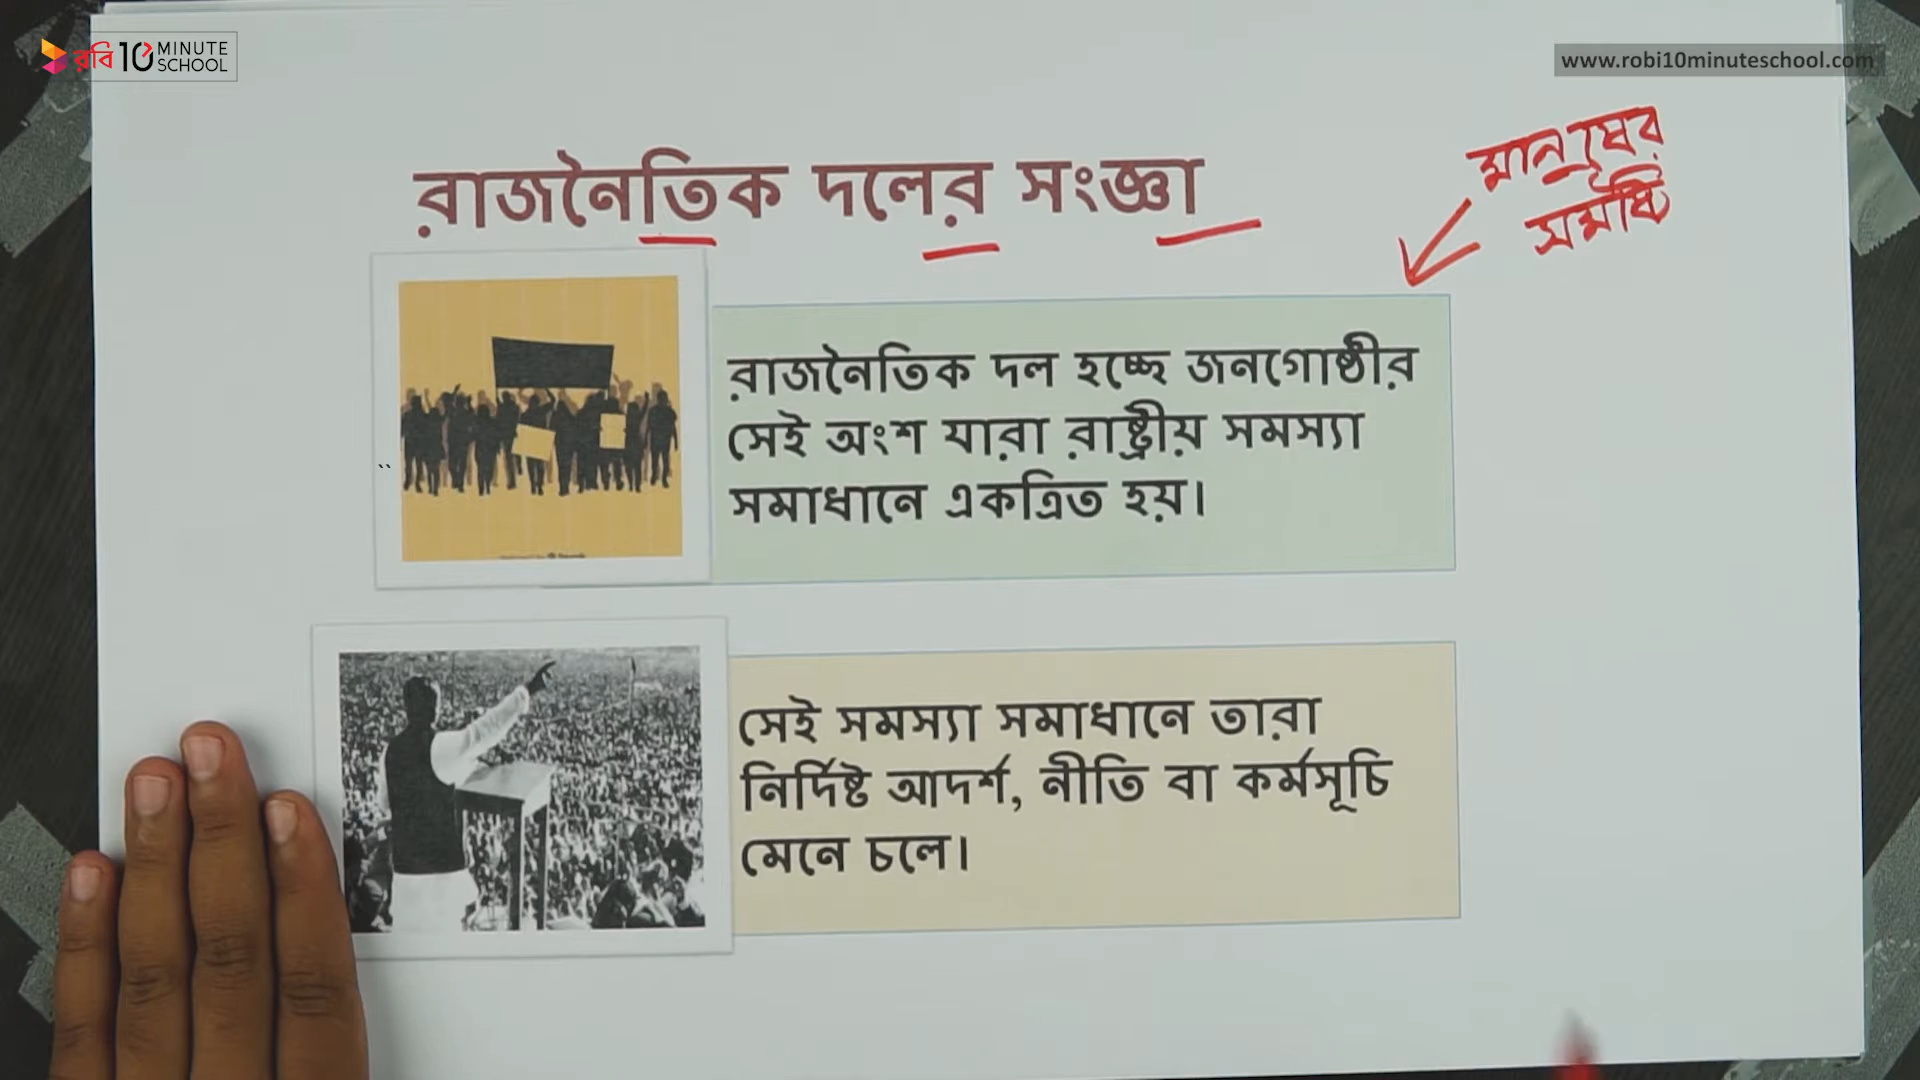 রবি 10 MINUTE SCHOOL
www.robi10minuteschool.com
মানুষের
সমষ্টি
রাজনৈতিক দলের সংজ্ঞা
রাজনৈতিক দল হচ্ছে জনগোষ্ঠীর
সেই অংশ যারা রাষ্ট্রীয় সমস্যা
সমাধানে একত্রিত হয়।
সেই সমস্যা সমাধানে তারা
নির্দিষ্ট আদর্শ, নীতি বা কর্মসূচি
মেনে চলে।